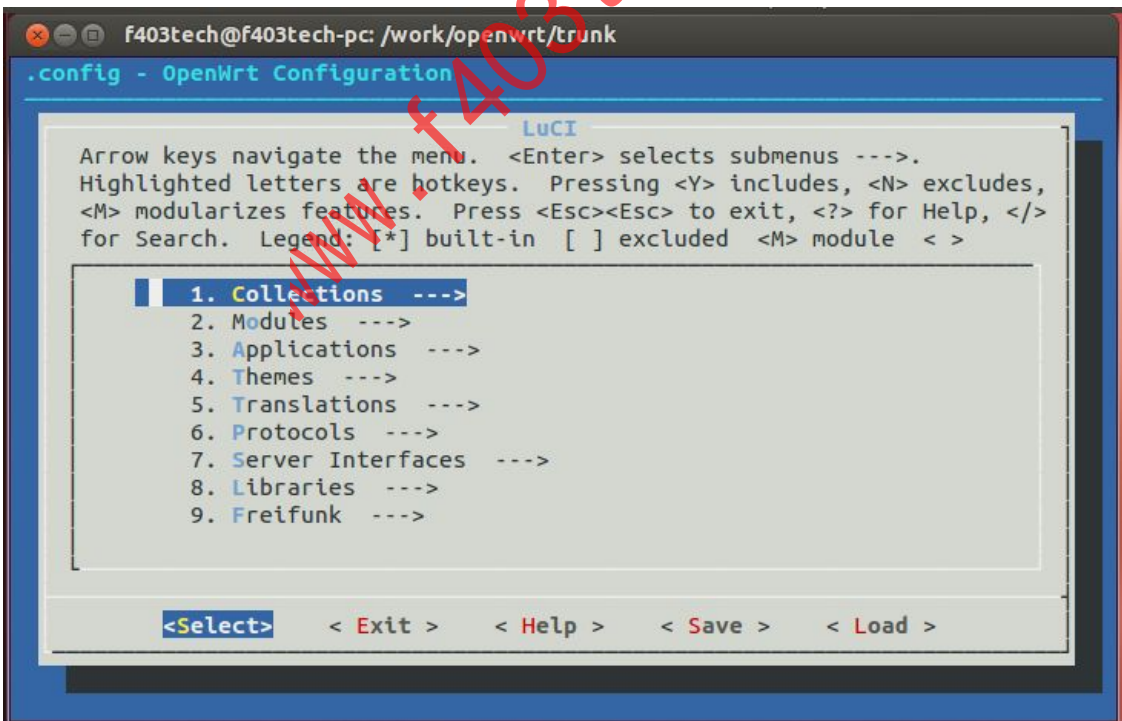 f403tech@f403tech-pc: /work/openwrt/trunk
.config - OpenWrt Configuration
LuCI
Arrow keys navigate the menu.  <Enter> selects submenus --->.
Highlighted letters are hotkeys.  Pressing <Y> includes, <N> excludes,
<M> modularizes features.  Press <Esc><Esc> to exit, <?> for Help, </>
for Search.  Legend: [*] built-in  [ ] excluded  <M> module  < >
1. Collections  --->
2. Modules  --->
3. Applications  --->
4. Themes  --->
5. Translations  --->
6. Protocols  --->
7. Server Interfaces  --->
8. Libraries  --->
9. Freifunk  --->
<Select>    < Exit >    < Help >    < Save >    < Load >
www.f403